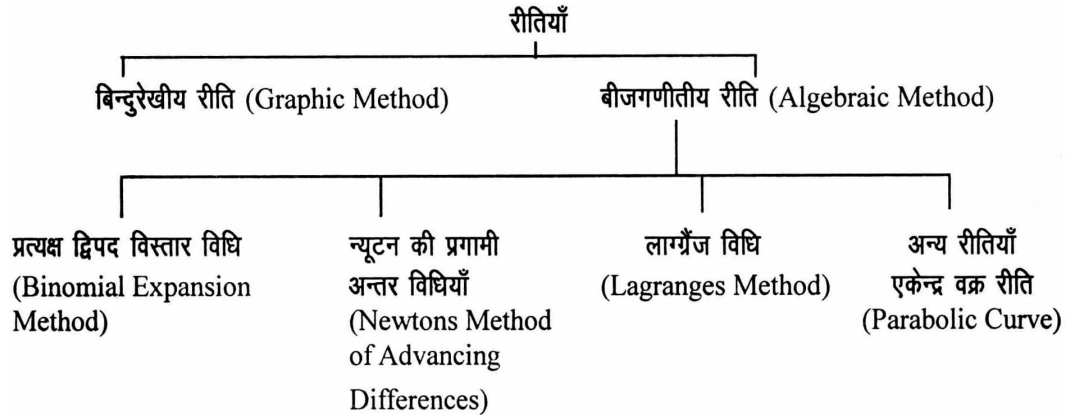 रीतियाँ
बिन्दुरेखीय रीति (Graphic Method)
बीजगणीतीय रीति (Algebraic Method)
प्रत्यक्ष द्विपद विस्तार विधि
(Binomial Expansion
Method)
न्यूटन की प्रगामी
अन्तर विधियाँ
(Newtons Method
of Advancing
Differences)
लाग्ग्रैंज विधि
(Lagranges Method)
अन्य रीतियाँ
एकेन्द्र वक्र रीति
(Parabolic Curve)